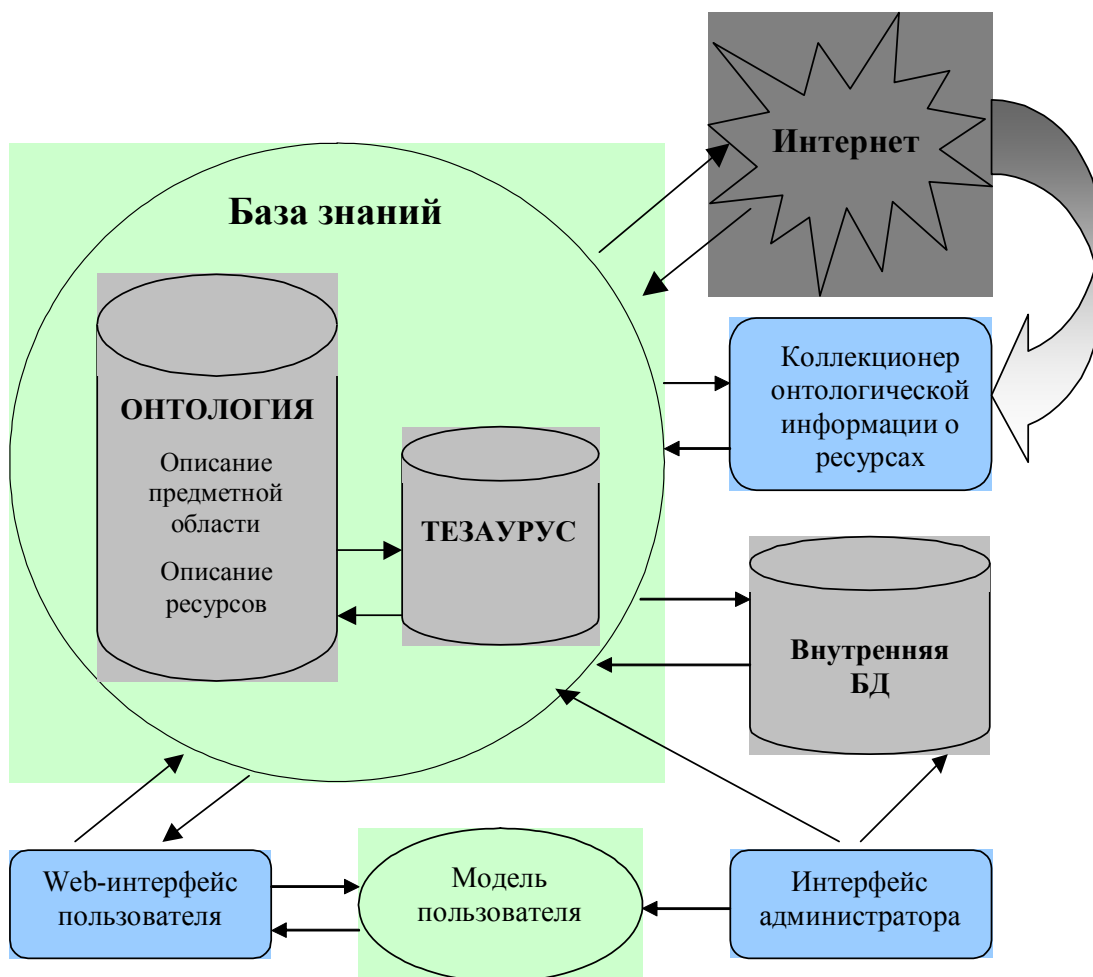 Интернет
База знаний
Коллекционер
онтологической
информации о
ресурсах
ОНТОЛОГИЯ
Описание
предметной
области
Описание
ресурсов
ТЕЗАУРУС
Внутренняя
БД
Web-интерфейс
пользователя
Модель
пользователя
Интерфейс
администратора